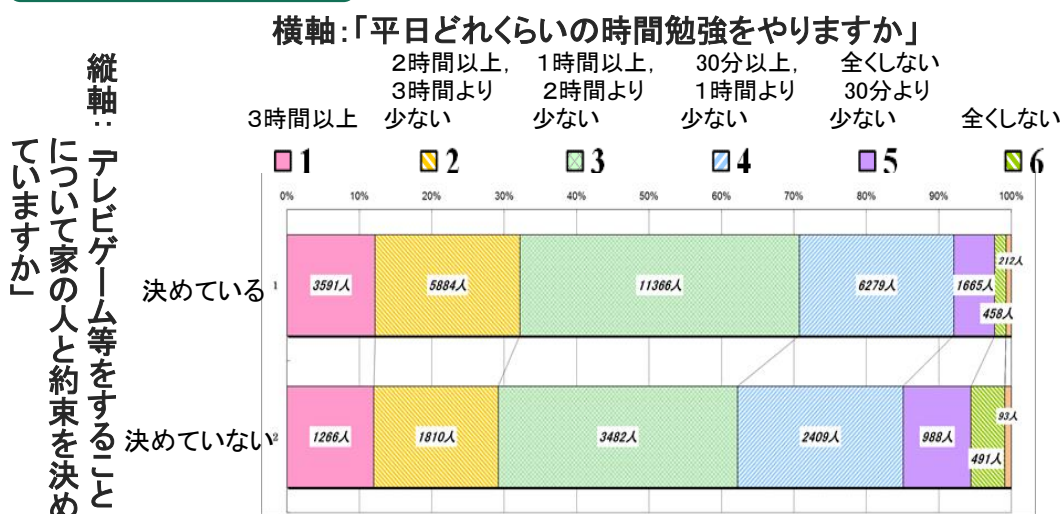 横軸：「平日どれくらいの時間勉強をやりますか」
縦軸：「テレビゲーム等をすること
について家の人と約束を決め
ていますか」
3時間以上
2時間以上，
3時間より
少ない
1時間以上，
2時間より
少ない
30分以上，
1時間より
少ない
全くしない
30分より
少ない
全くしない
1
2
3
4
5
6
0%
10%
20%
30%
40%
50%
60%
70%
80%
90%
100%
決めている
1
3591人
5884人
11366人
6279人
1665人
458人
212人
決めていない
2
1266人
1810人
3482人
2409人
988人
491人
93人